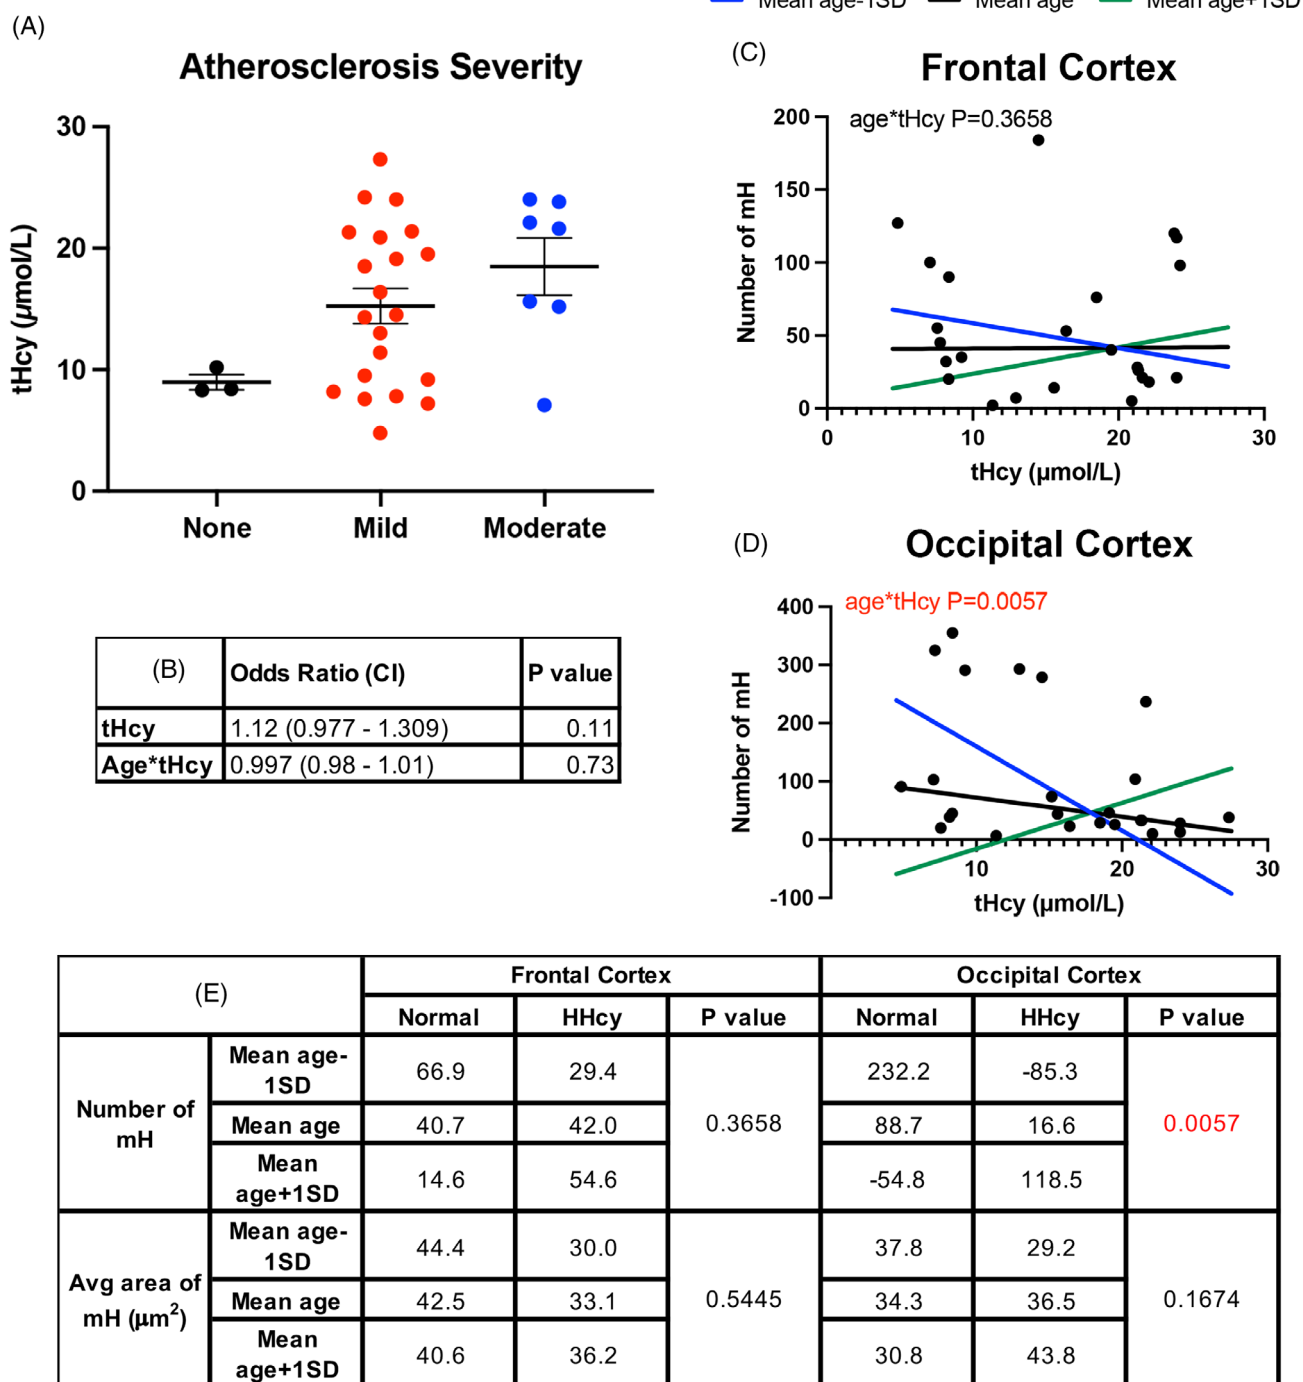 Mean age-1SD Mean age Mean age+1SD
(A)
Atherosclerosis Severity
30
20
10
0
tHcy (µmol/L)
None Mild Moderate
(B) Odds Ratio (CI) P value
tHcy 1.12 (0.977 - 1.309) 0.11
Age*tHcy 0.997 (0.98 - 1.01) 0.73
(C)
Frontal Cortex
age*tHcy P=0.3658
200
150
100
50
0
Number of mH
0 10 20 30
tHcy (µmol/L)
(D)
Occipital Cortex
age*tHcy P=0.0057
400
300
200
100
0
-100
Number of mH
10 20 30
tHcy (µmol/L)
(E) Frontal Cortex Occipital Cortex
Normal HHcy P value Normal HHcy P value
Number of
mH
Mean age-
1SD
66.9 29.4 232.2 -85.3
Mean age 40.7 42.0 0.3658 88.7 16.6 0.0057
Mean
age+1SD
14.6 54.6 -54.8 118.5
Avg area of
mH (µm²)
Mean age-
1SD
44.4 30.0 37.8 29.2
Mean age 42.5 33.1 0.5445 34.3 36.5 0.1674
Mean
age+1SD
40.6 36.2 30.8 43.8